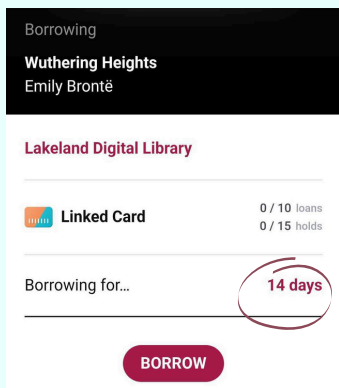 Borrowing
Wuthering Heights
Emily Brontë
Lakeland Digital Library
Linked Card
0 / 10 loans
0 / 15 holds
Borrowing for...
14 days
BORROW